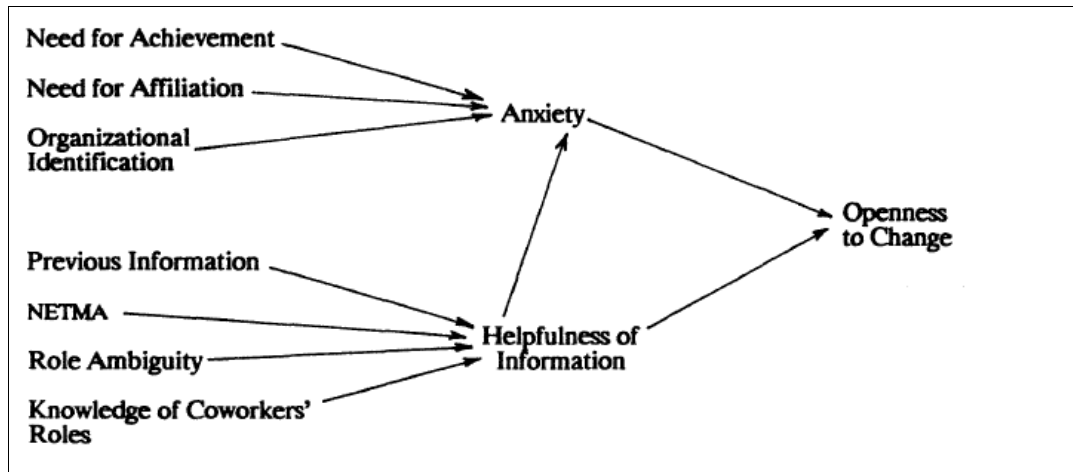 Need for Achievement
Need for Affiliation
Organizational
Identification
Anxiety
Openness
to Change
Previous Information
NETMA
Role Ambiguity
Knowledge of Coworkers'
Roles
Helpfulness of
Information